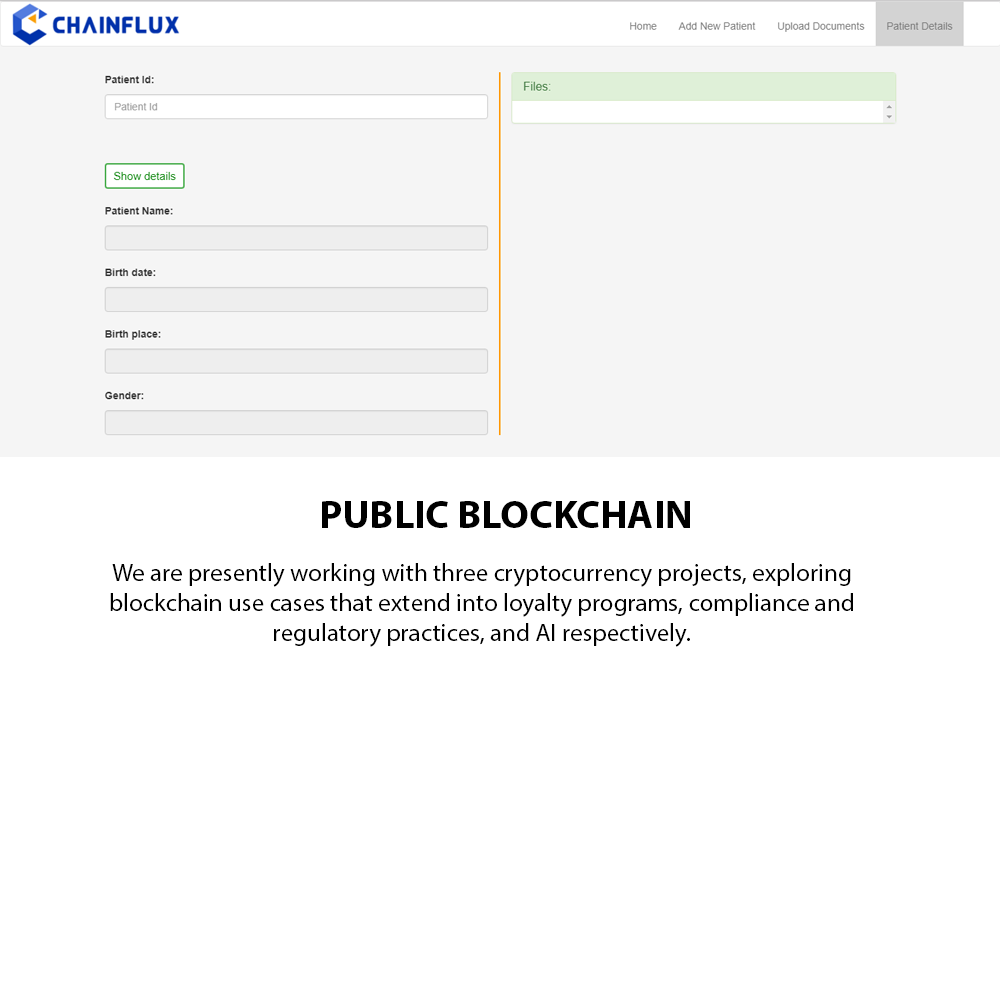 CHAINFLUX
Home Add New Patient Upload Documents Patient Details
Patient Id:
Patient Id
Show details
Patient Name:
Birth date:
Birth place:
Gender:
Files:
PUBLIC BLOCKCHAIN
We are presently working with three cryptocurrency projects, exploring
blockchain use cases that extend into loyalty programs, compliance and
regulatory practices, and AI respectively.